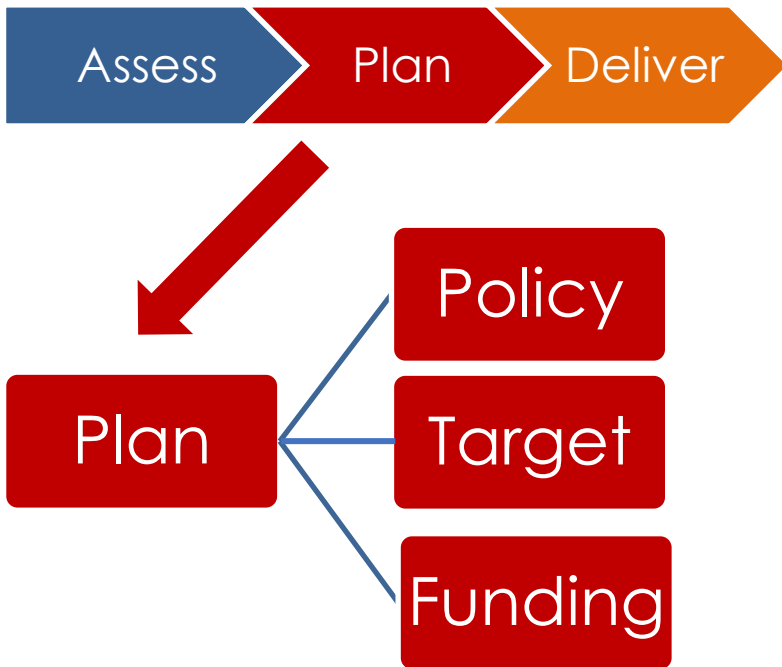 Assess
Plan
Deliver
Policy
Plan
Target
Funding